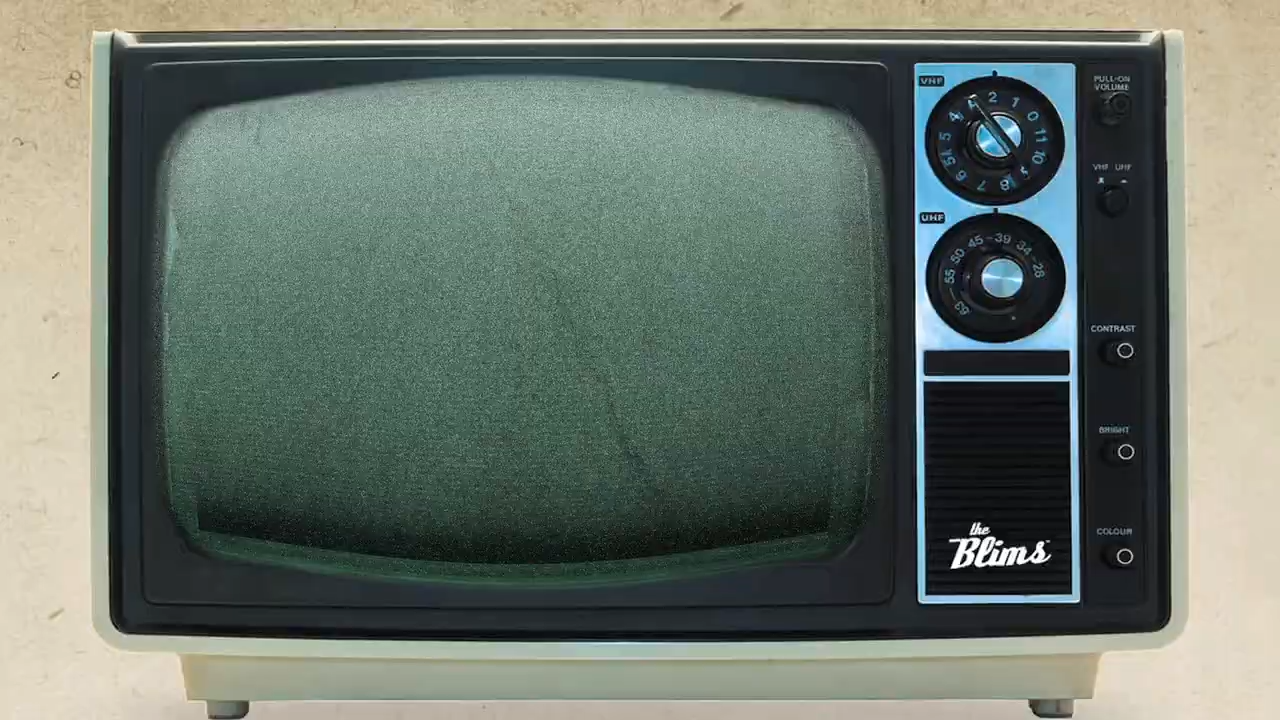 VHF
2 1 0 11 10
4
5
6
7
8
UHF
63 55 50 45 39 34 28
PULL-ON
VOLUME
VHF UHF
CONTRAST
BRIGHT
COLOUR
the
Blims